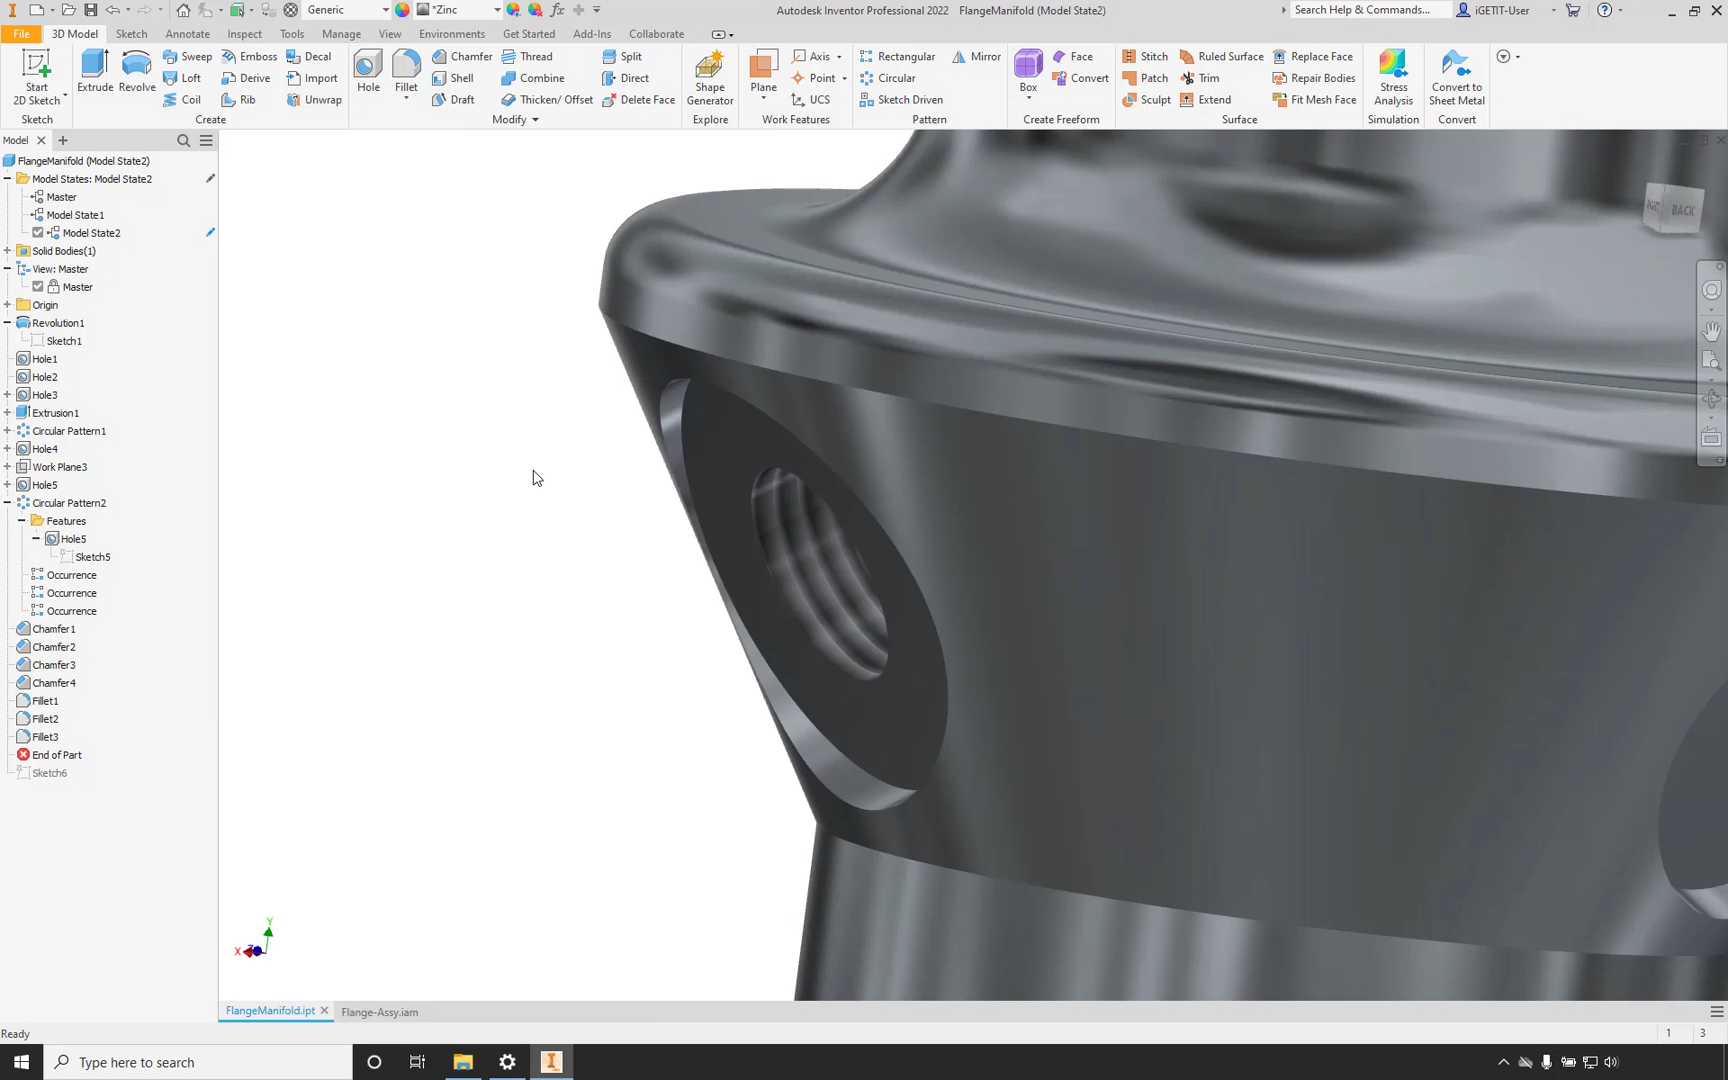 Generic
*Zinc
Autodesk Inventor Professional 2022 FlangeManifold (Model State2)
Search Help & Commands...
iGETIT-User
File 3D Model Sketch Annotate Inspect Tools Manage View Environments Get Started Add-Ins Collaborate
Start
2D Sketch
Sketch
Extrude
Revolve
Sweep
Loft
Coil
Emboss
Derive
Rib
Decal
Import
Unwrap
Create
Hole
Fillet
Chamfer
Shell
Draft
Thread
Combine
Thicken/ Offset
Split
Direct
Delete Face
Modify
Shape
Generator
Explore
Plane
Axis
Point
UCS
Work Features
Rectangular
Circular
Sketch Driven
Mirror
Pattern
Box
Face
Convert
Create Freeform
Stitch
Patch
Sculpt
Ruled Surface
Trim
Extend
Replace Face
Repair Bodies
Fit Mesh Face
Surface
Stress
Analysis
Simulation
Convert to
Sheet Metal
Convert
Model
FlangeManifold (Model State2)
Model States: Model State2
Master
Model State1
Model State2
Solid Bodies(1)
View: Master
Master
Origin
Revolution1
Sketch1
Hole1
Hole2
Hole3
Extrusion1
Circular Pattern1
Hole4
Work Plane3
Hole5
Circular Pattern2
Features
Hole5
Sketch5
Occurrence
Occurrence
Occurrence
Chamfer1
Chamfer2
Chamfer3
Chamfer4
Fillet1
Fillet2
Fillet3
End of Part
Sketch6
BACK
Y
X
FlangeManifold.ipt
Flange-Assy.iam
Ready
1 3
Type here to search